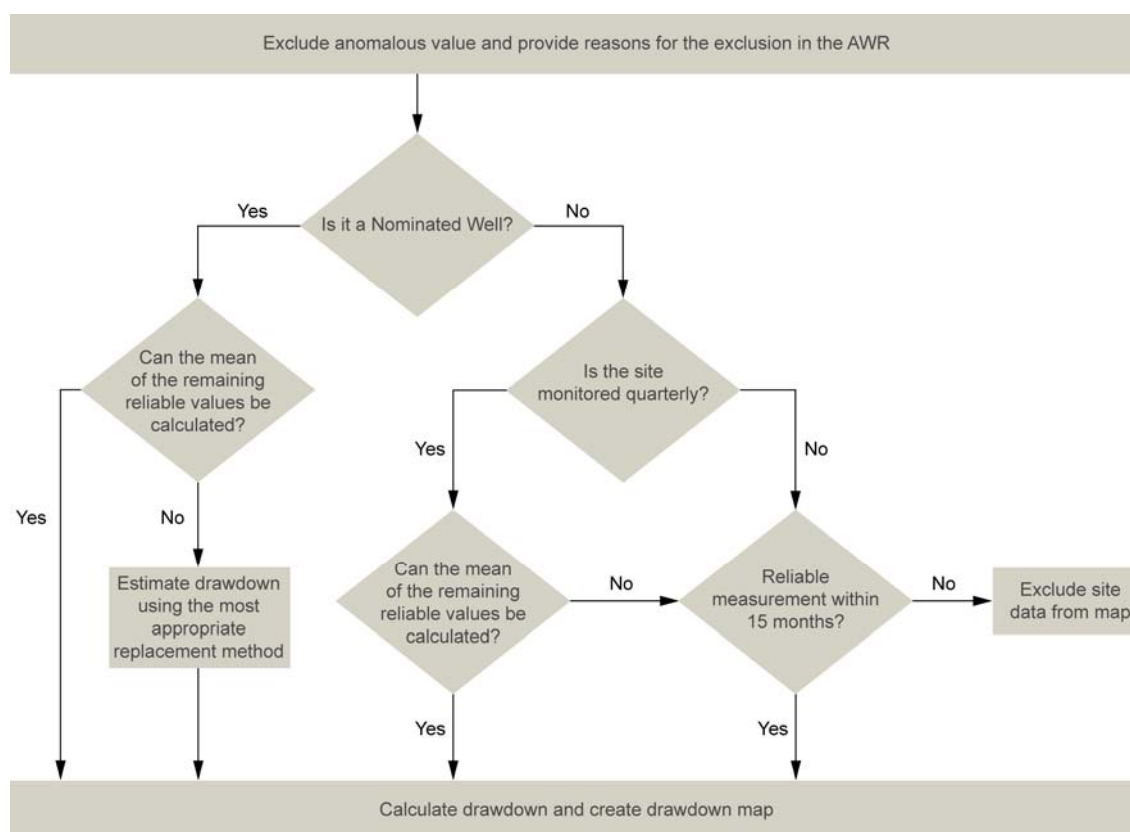 Exclude anomalous value and provide reasons for the exclusion in the AWR
Yes
Is it a Nominated Well?
No
Can the mean
of the remaining
reliable values be
calculated?
Is the site
monitored quarterly?
Yes
No
Yes
No
Estimate drawdown
using the most
appropriate
replacement method
Can the mean
of the remaining
reliable values be
calculated?
No
Reliable
measurement within
15 months?
No
Exclude site
data from map
Yes
Yes
Calculate drawdown and create drawdown map